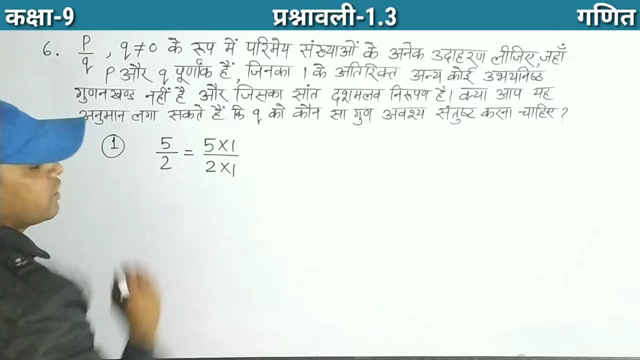 कक्षा-9 प्रश्नावली-1.3 गणित
6. p/q, q≠0 के रूप में परिमेय संख्याओं के अनेक उदाहरण लीजिए, जहाँ
p और q पूर्णांक हैं, जिनका 1 के अतिरिक्त अन्य कोई उभयनिष्ठ
गुणनखण्ड नहीं है और जिसका सांत दशमलव निरूपण है। क्या आप यह
अनुमान लगा सकते हैं कि q को कौन सा गुण अवश्य संतुष्ट करना चाहिए?
① 5/2 = 5×1/2×1